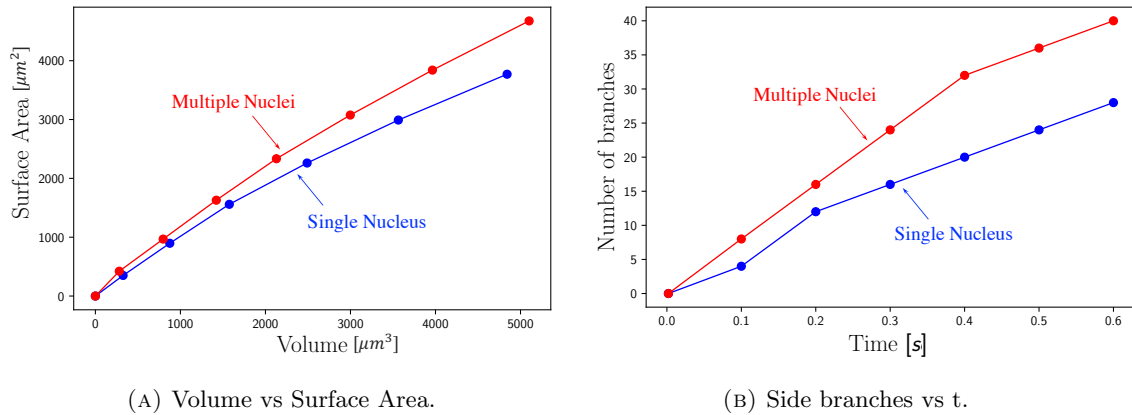 Surface Area [μm²]
4000
3000
2000
1000
0
Multiple Nuclei
Single Nucleus
0 1000 2000 3000 4000 5000
Volume [μm³]
(A) Volume vs Surface Area.
Number of branches
40
35
30
25
20
15
10
5
0
Multiple Nuclei
Single Nucleus
0.0 0.1 0.2 0.3 0.4 0.5 0.6
Time [s]
(B) Side branches vs t.